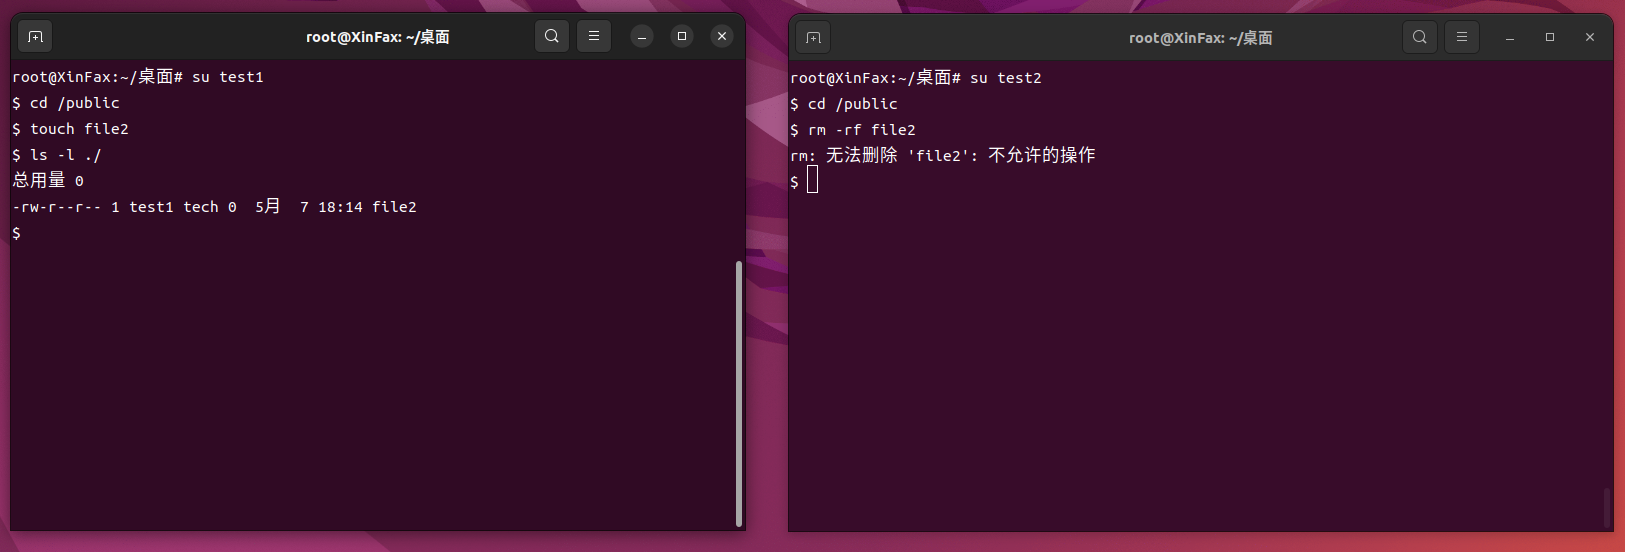 root@XinFax: ~/桌面
root@XinFax:~/桌面# su test1
$ cd /public
$ touch file2
$ ls -l ./
总用量 0
-rw-r--r-- 1 test1 tech 0  5月  7 18:14 file2
$
root@XinFax: ~/桌面
root@XinFax:~/桌面# su test2
$ cd /public
$ rm -rf file2
rm: 无法删除 'file2': 不允许的操作
$